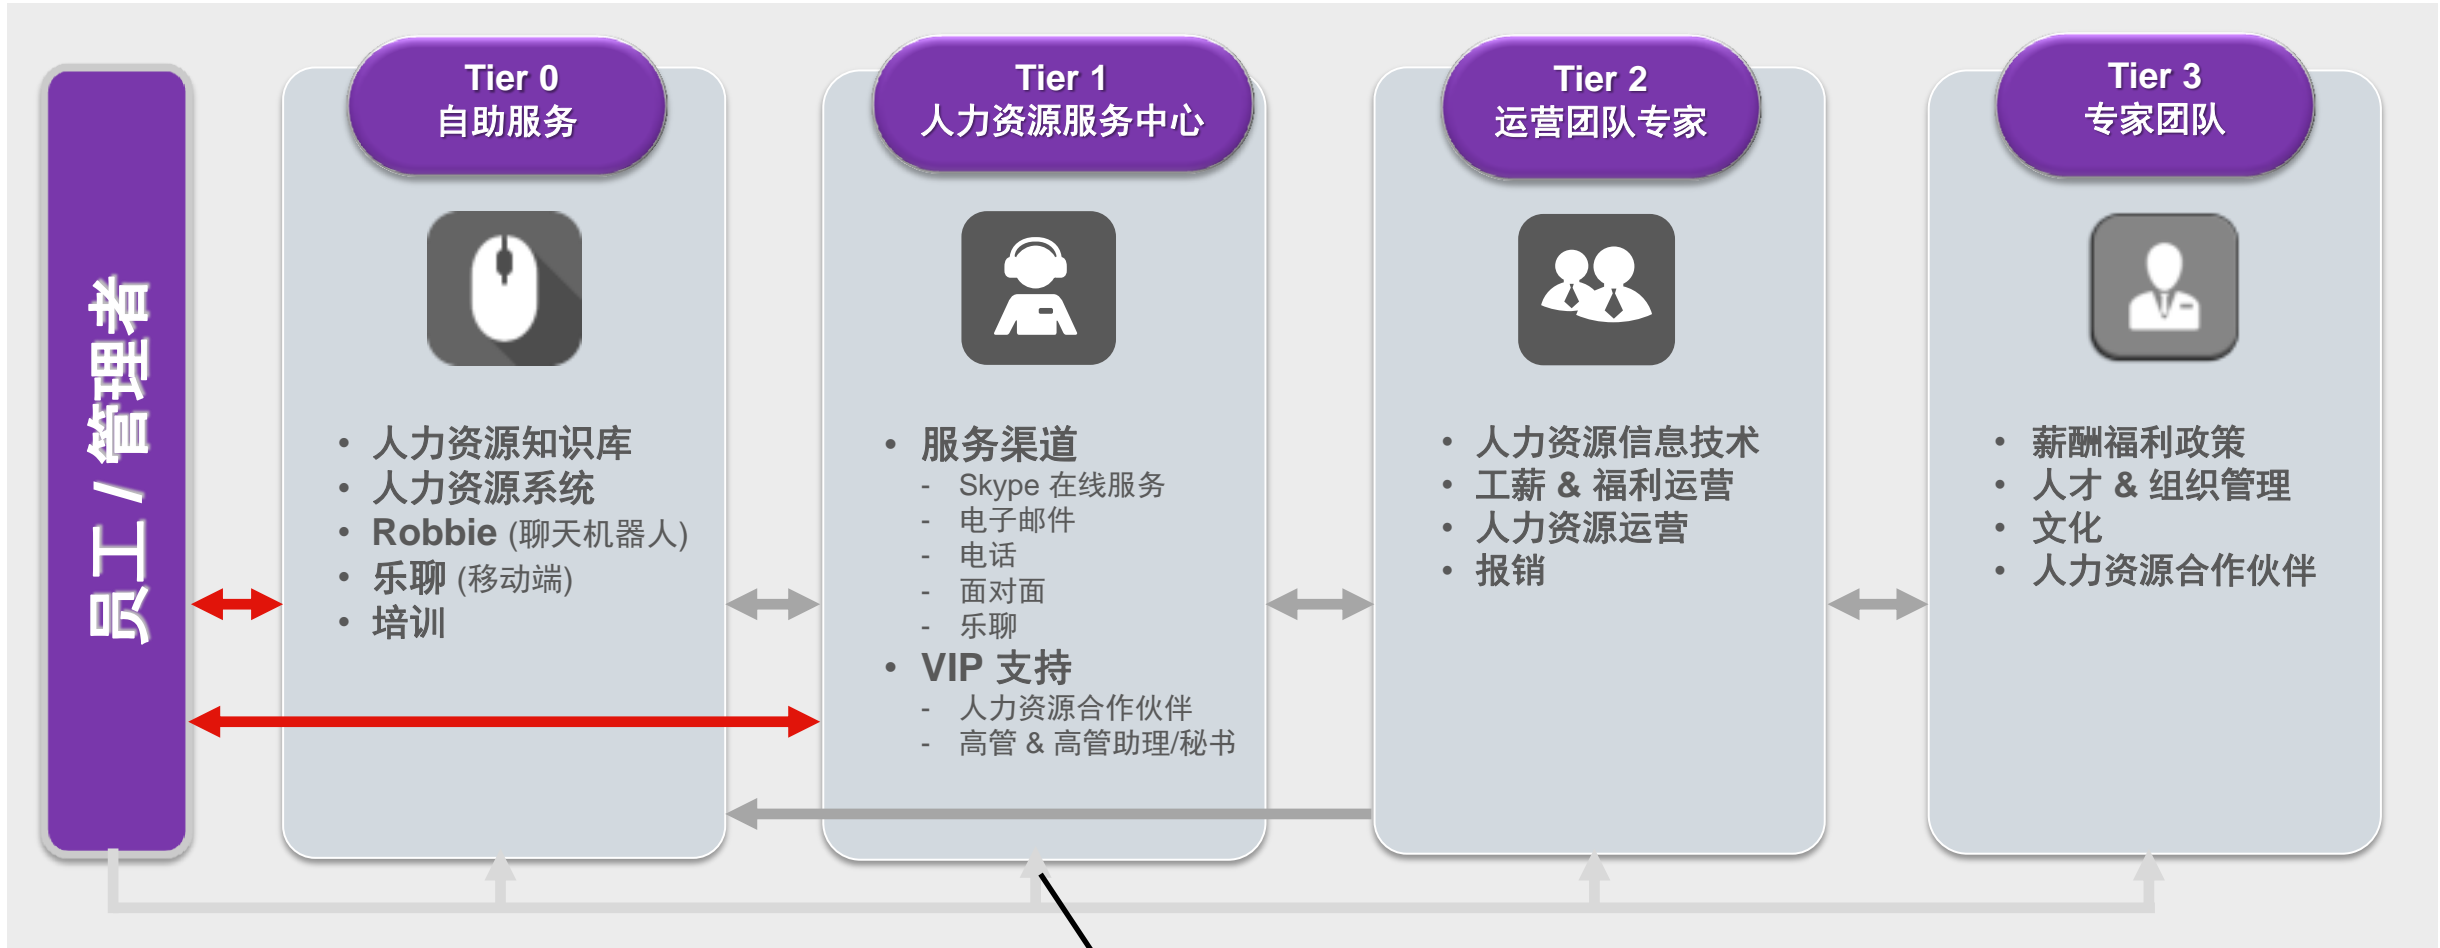 员工 / 管理者
Tier 0
自助服务
• 人力资源知识库
• 人力资源系统
• Robbie (聊天机器人)
• 乐聊 (移动端)
• 培训
Tier 1
人力资源服务中心
• 服务渠道
- Skype 在线服务
- 电子邮件
- 电话
- 面对面
- 乐聊
• VIP 支持
- 人力资源合作伙伴
- 高管 & 高管助理/秘书
Tier 2
运营团队专家
• 人力资源信息技术
• 工薪 & 福利运营
• 人力资源运营
• 报销
Tier 3
专家团队
• 薪酬福利政策
• 人才 & 组织管理
• 文化
• 人力资源合作伙伴